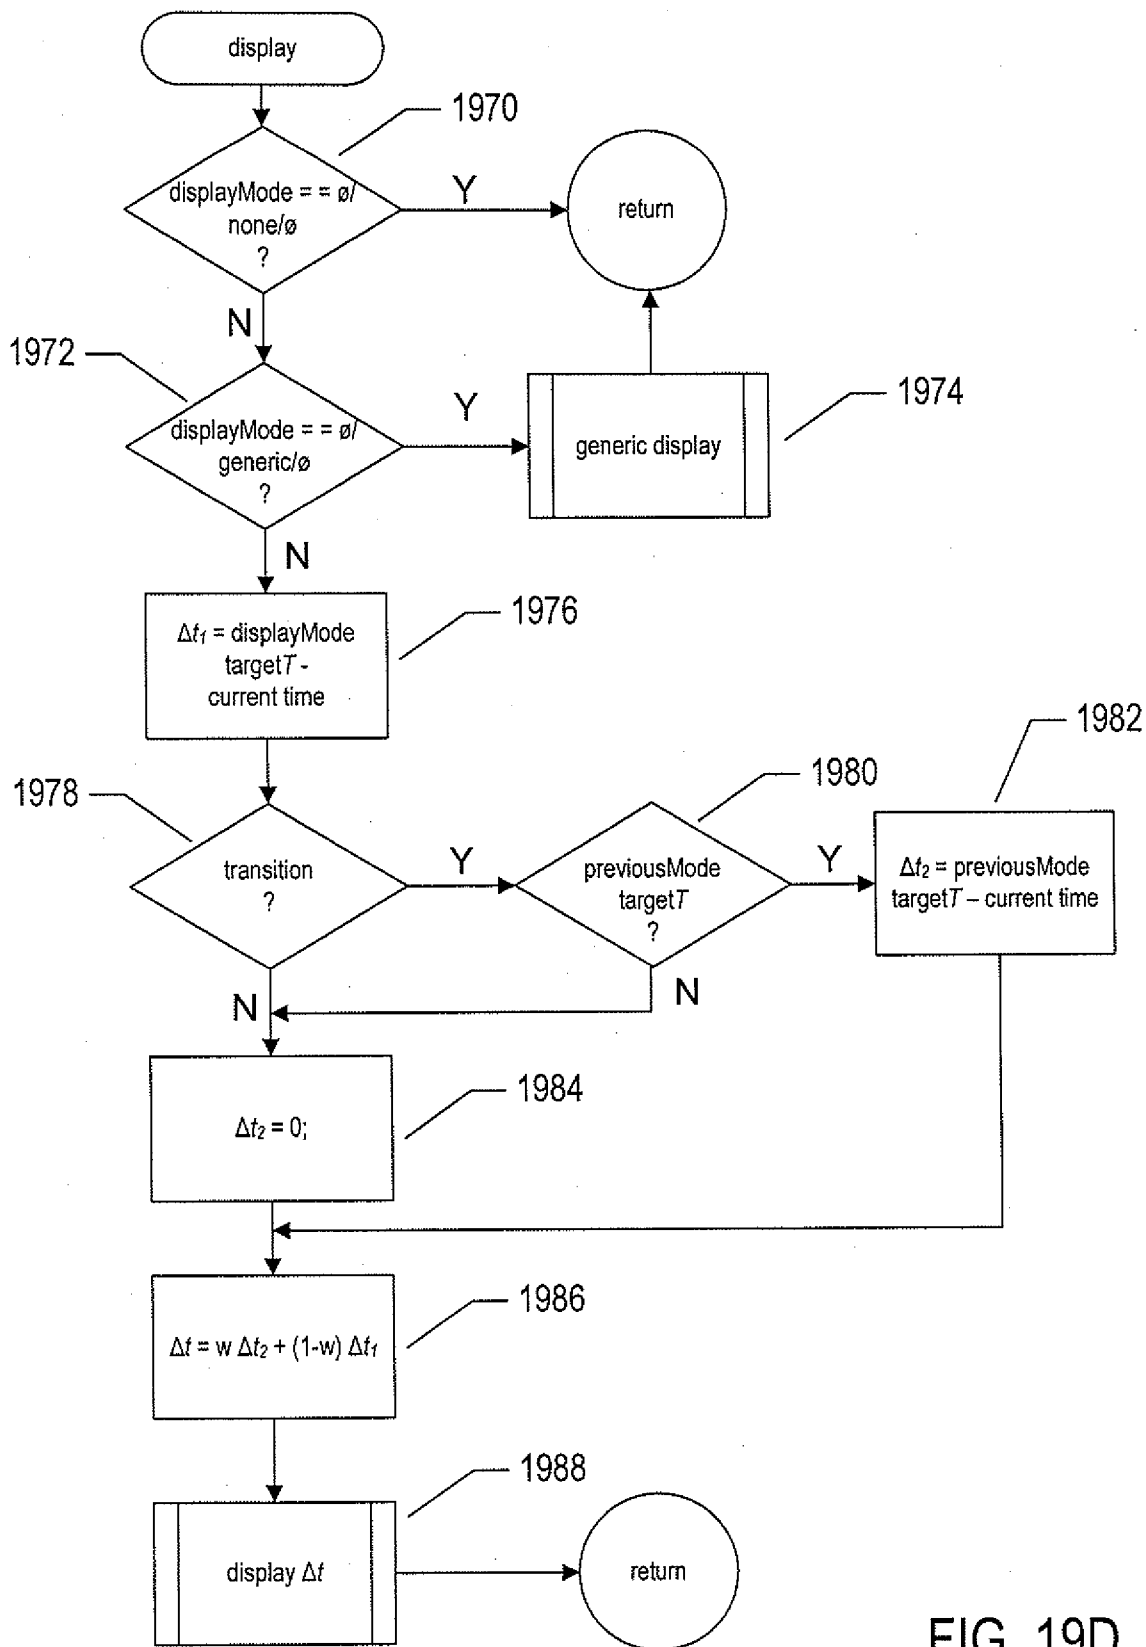 display
1970
displayMode = = ø/
none/ø
?
Y
return
N
1972
displayMode = = ø/
generic/ø
?
Y
generic display
1974
N
Δt₁ = displayMode
targetT -
current time
1976
1978
transition
?
Y
1980
previousMode
targetT
?
Y
1982
Δt₂ = previousMode
targetT – current time
N
N
Δt₂ = 0;
1984
Δt = w Δt₂ + (1-w) Δt₁
1986
display Δt
1988
return
FIG. 19D